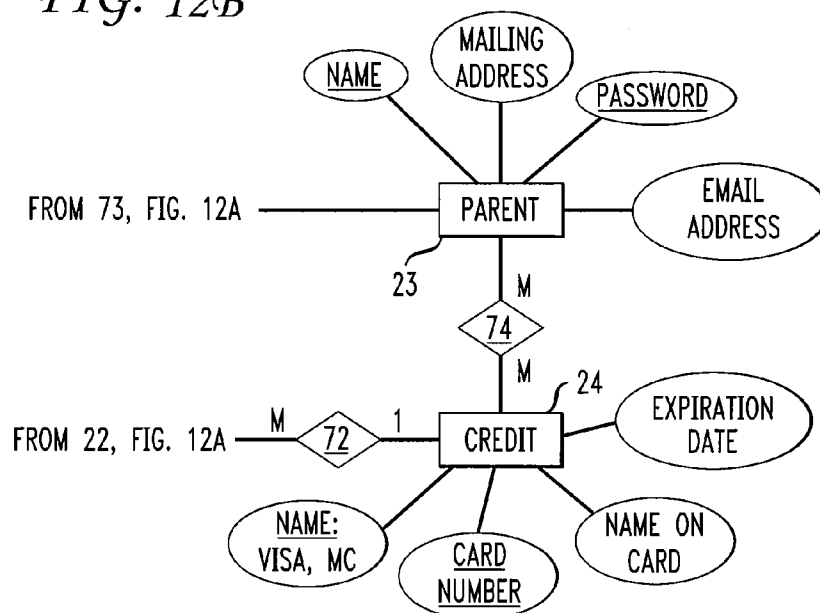 FIG. 12B
MAILING
ADDRESS
NAME
PASSWORD
FROM 73, FIG. 12A
PARENT
EMAIL
ADDRESS
23
M
74
M
24
EXPIRATION
DATE
FROM 22, FIG. 12A
M
72
1
CREDIT
NAME:
VISA, MC
CARD
NUMBER
NAME ON
CARD